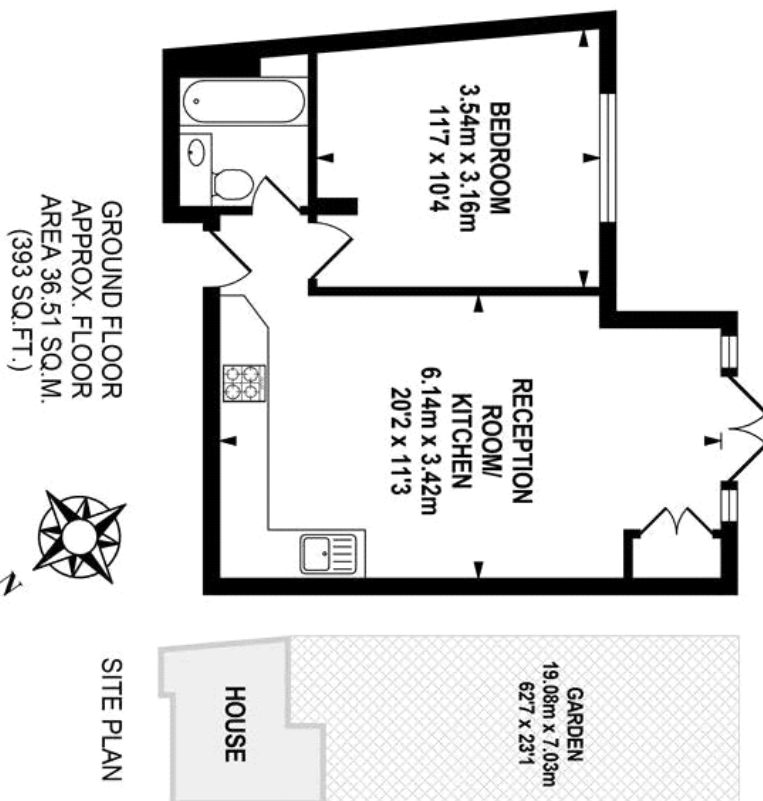 BEDROOM
3.54m x 3.16m
11'7 x 10'4
RECEPTION
ROOM/
KITCHEN
6.14m x 3.42m
20'2 x 11'3
GROUND FLOOR
APPROX. FLOOR
AREA 36.51 SQ.M.
(393 SQ.FT.)
N
GARDEN
19.08m x 7.03m
62'7 x 23'1
HOUSE
SITE PLAN